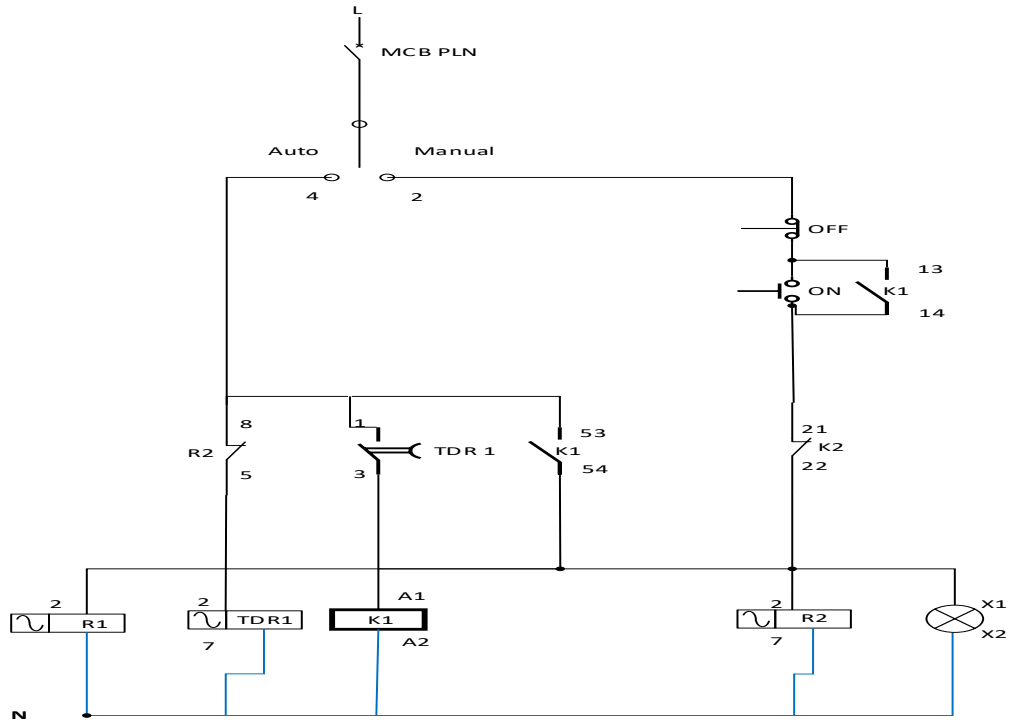 L
MCB PLN
Auto Manual
4 2
OFF
13
ON K1
14
8 1 21
53
R2 TDR 1 K1 K2
5 3 54 22
2 2 A1 2 X1
R1 TDR1 K1 R2
7 A2 7 X2
N